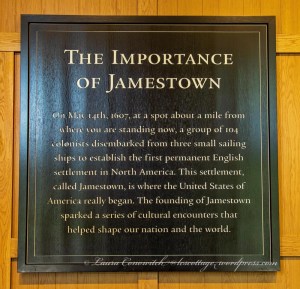 The Importance
of Jamestown
On May 14th, 1607, at a spot about a mile from
where you are standing now, a group of 104
colonists disembarked from three small sailing
ships to establish the first permanent English
settlement in North America. This settlement,
called Jamestown, is where the United States of
America really began. The founding of Jamestown
sparked a series of cultural encounters that
helped shape our nation and the world.
© Laura
wordpress.com